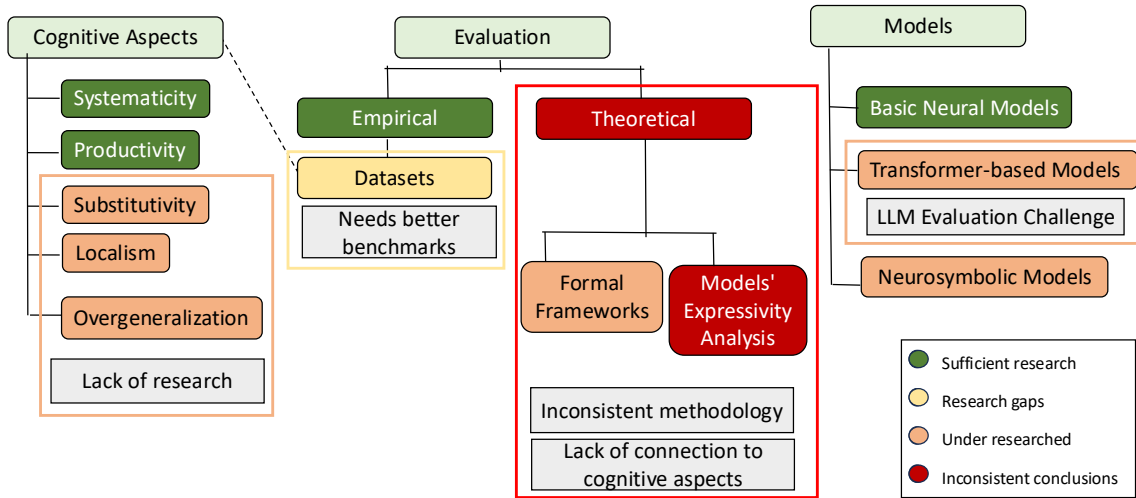 Cognitive Aspects
Systematicity
Productivity
Substitutivity
Localism
Overgeneralization
Lack of research
Evaluation
Empirical
Datasets
Needs better
benchmarks
Theoretical
Formal
Frameworks
Models'
Expressivity
Analysis
Inconsistent methodology
Lack of connection to
cognitive aspects
Models
Basic Neural Models
Transformer-based Models
LLM Evaluation Challenge
Neurosymbolic Models
Sufficient research
Research gaps
Under researched
Inconsistent conclusions